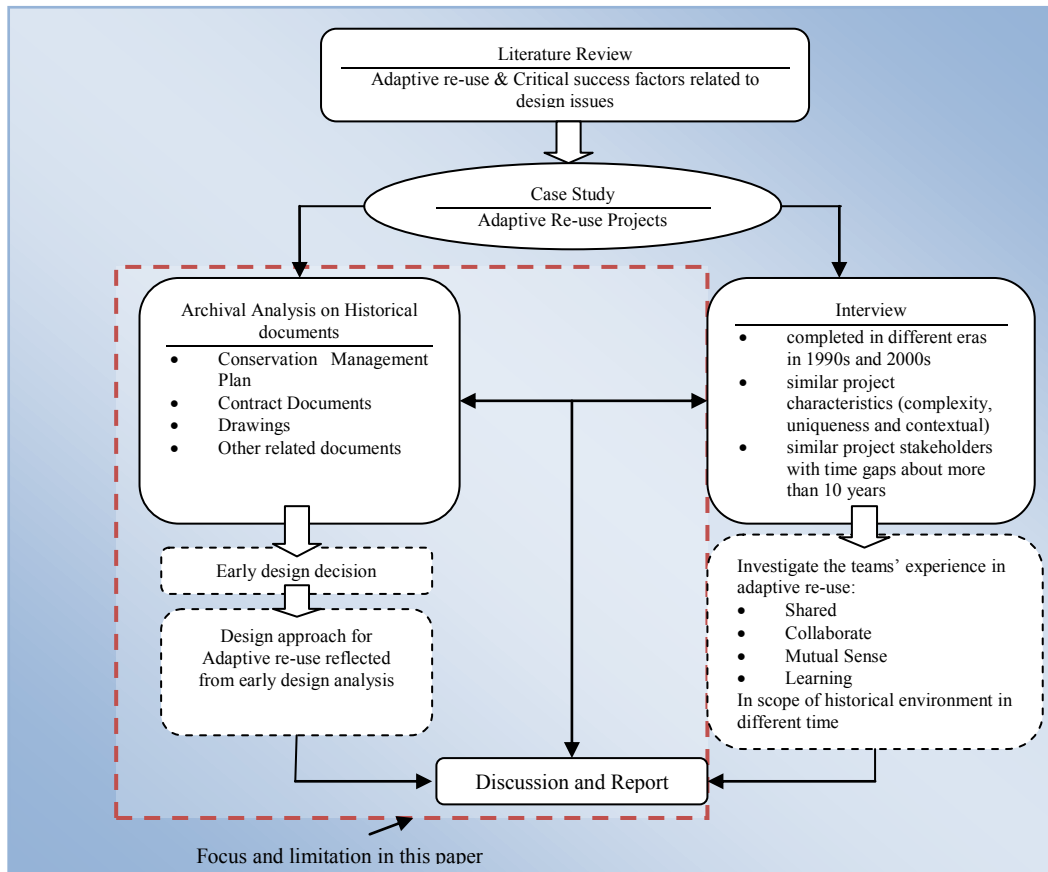 Literature Review
Adaptive re-use & Critical success factors related to
design issues
Case Study
Adaptive Re-use Projects
Archival Analysis on Historical
documents
• Conservation Management
Plan
• Contract Documents
• Drawings
• Other related documents
Interview
• completed in different eras
in 1990s and 2000s
• similar project
characteristics (complexity,
uniqueness and contextual)
• similar project stakeholders
with time gaps about more
than 10 years
Early design decision
Design approach for
Adaptive re-use reflected
from early design analysis
Investigate the teams’ experience in
adaptive re-use:
• Shared
• Collaborate
• Mutual Sense
• Learning
In scope of historical environment in
different time
Discussion and Report
Focus and limitation in this paper